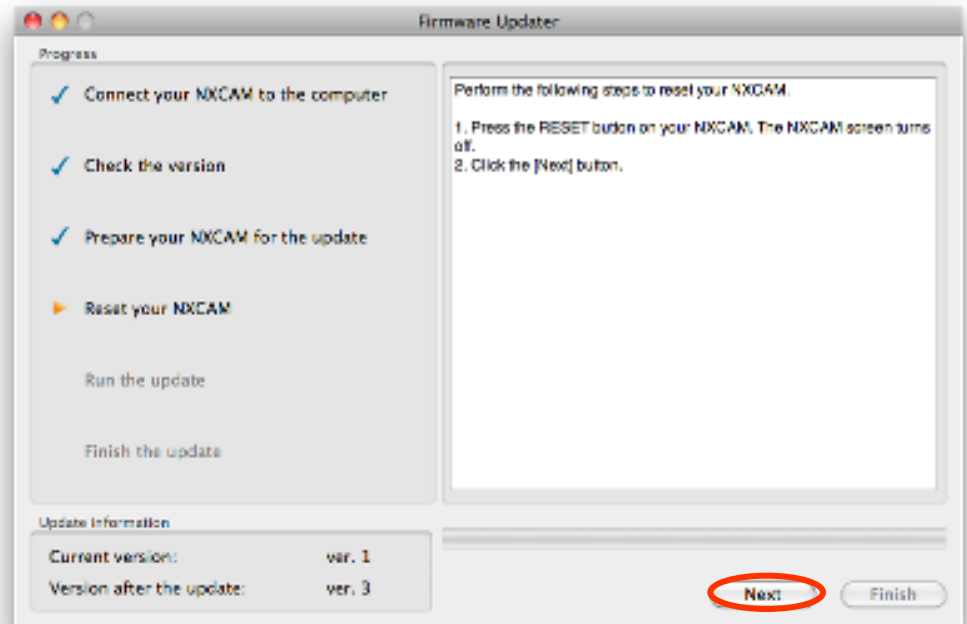 Firmware Updater
Progress
Connect your NXCAM to the computer
Check the version
Prepare your NXCAM for the update
Reset your NXCAM
Run the update
Finish the update
Perform the following steps to reset your NXCAM.
1. Press the RESET button on your NXCAM. The NXCAM screen turns
off.
2. Click the [Next] button.
Update Information
Current version: ver. 1
Version after the update: ver. 3
Next Finish